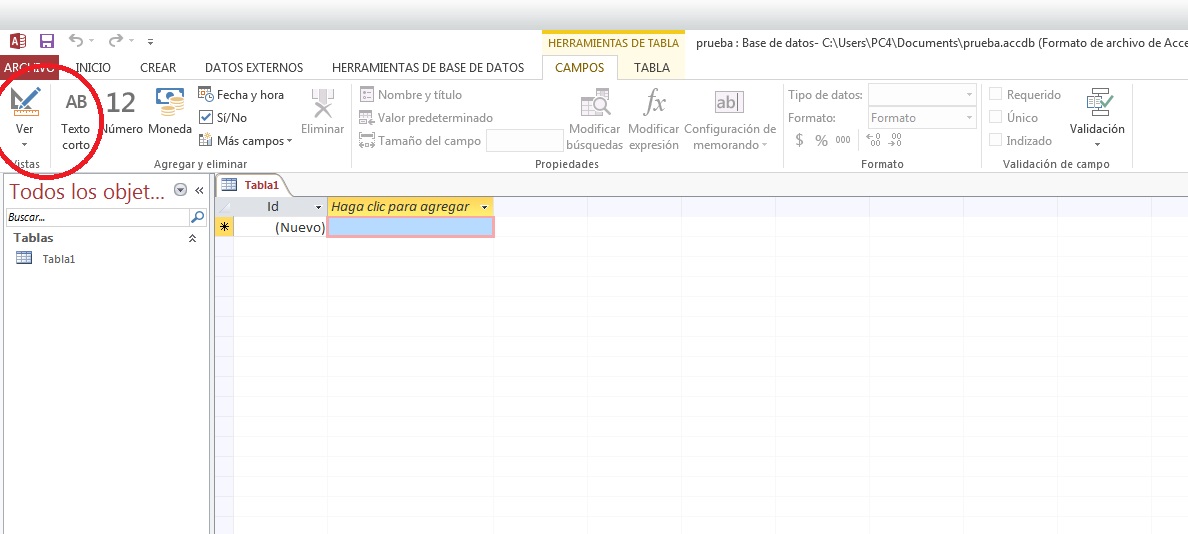 HERRAMIENTAS DE TABLA
prueba : Base de datos- C:\Users\PC4\Documents\prueba.accdb (Formato de archivo de Acce
ARCHIVO INICIO CREAR DATOS EXTERNOS HERRAMIENTAS DE BASE DE DATOS CAMPOS TABLA
Ver
Vistas
AB
Texto
corto
12
Número
Moneda
Fecha y hora
Sí/No
Más campos
Eliminar
Agregar y eliminar
Nombre y título
Valor predeterminado
Tamaño del campo
Modificar
búsquedas
fx
Modificar
expresión
ab|
Configuración de
memorando
Propiedades
Tipo de datos:
Formato: Formato
$ % 000
Formato
Requerido
Único
Indizado
Validación
Validación de campo
Todos los objet... «
Buscar...
Tablas
Tabla1
Tabla1
Id Haga clic para agregar
* (Nuevo)